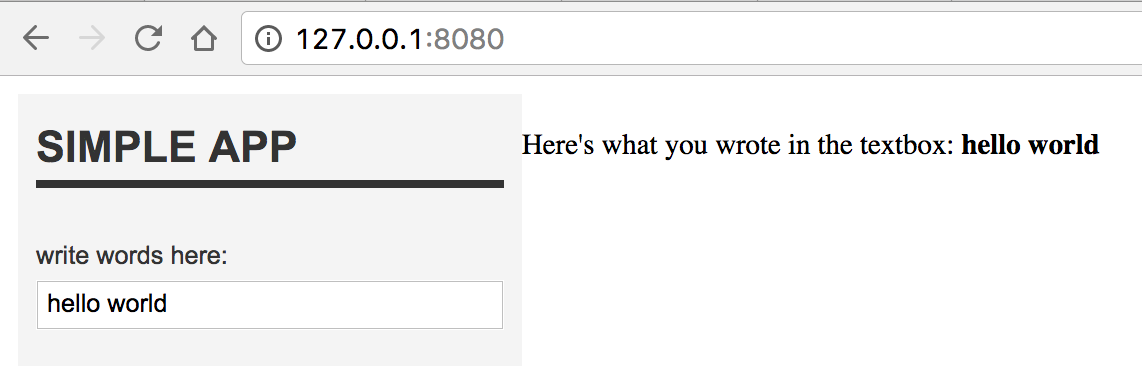 127.0.0.1:8080
SIMPLE APP
Here's what you wrote in the textbox: hello world
write words here:
hello world